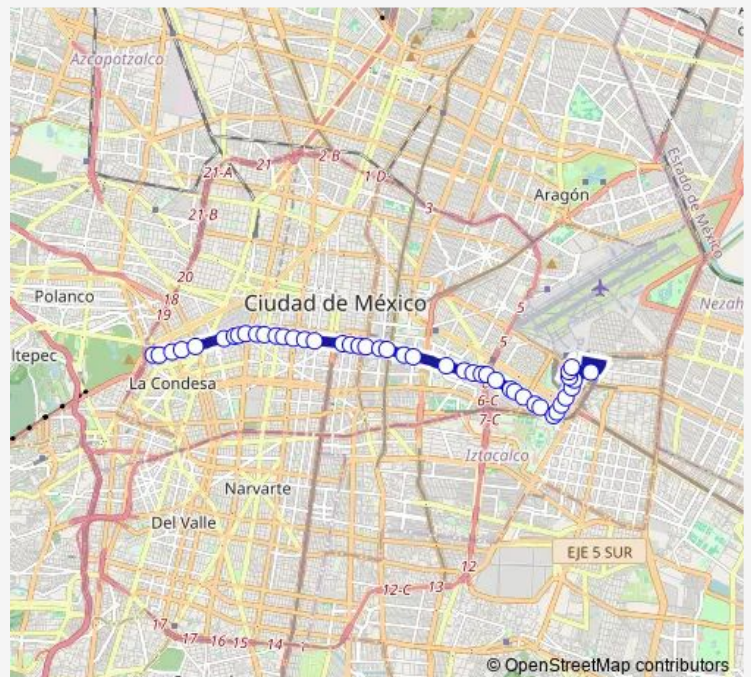 Azcapotzalco
2-B
21
21-A
1-D
21-B
3
Aragón
Estado de México
20
Polanco
18
19
Ciudad de México
5
5
Nezah
ltepec
La Condesa
6-C
7-C
Iztacalco
Narvarte
Del Valle
EJE 5 SUR
12
12-C
13
17
17
16
15
14
© OpenStreetMap contributors